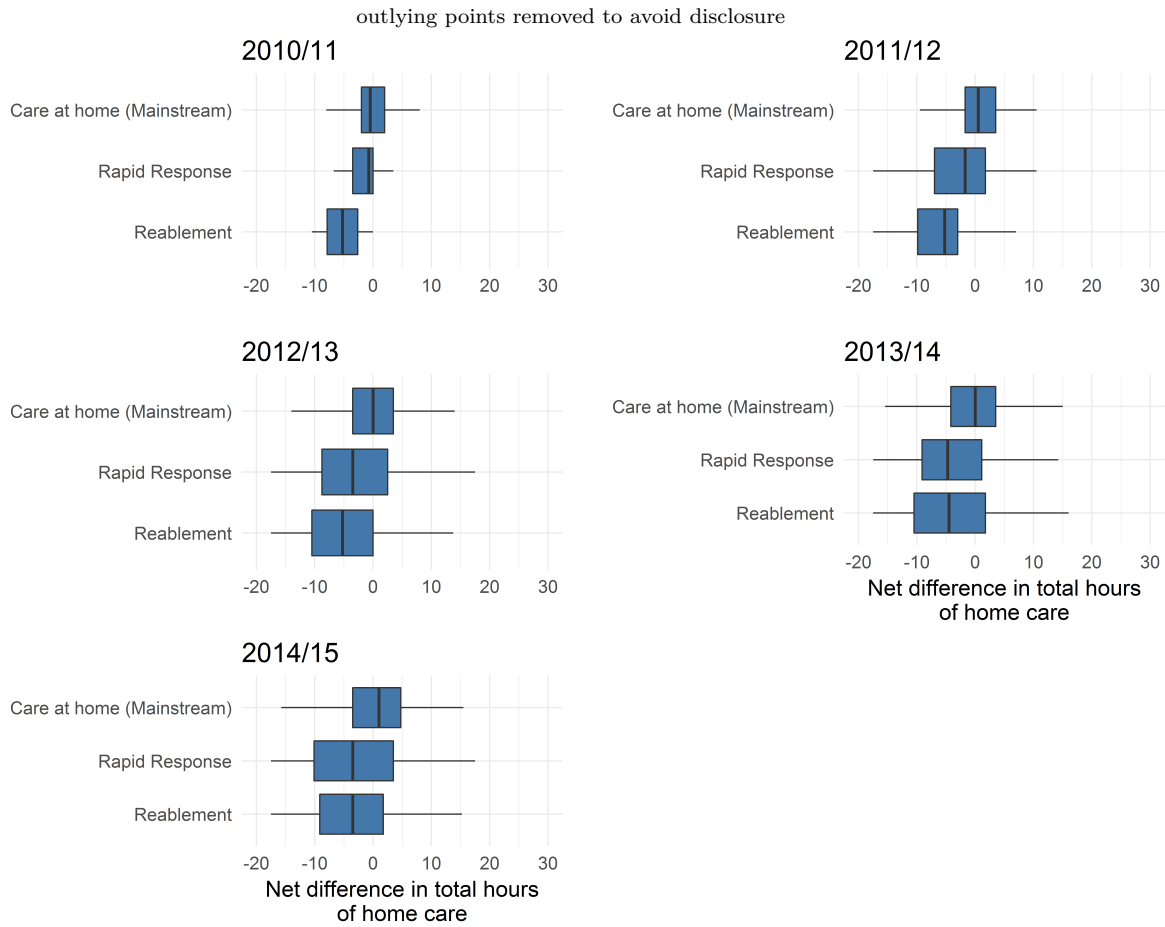 outlying points removed to avoid disclosure
2010/11
Care at home (Mainstream)
Rapid Response
Reablement
-20 -10 0 10 20 30
2011/12
Care at home (Mainstream)
Rapid Response
Reablement
-20 -10 0 10 20 30
2012/13
Care at home (Mainstream)
Rapid Response
Reablement
-20 -10 0 10 20 30
2013/14
Care at home (Mainstream)
Rapid Response
Reablement
-20 -10 0 10 20 30
Net difference in total hours
of home care
2014/15
Care at home (Mainstream)
Rapid Response
Reablement
-20 -10 0 10 20 30
Net difference in total hours
of home care